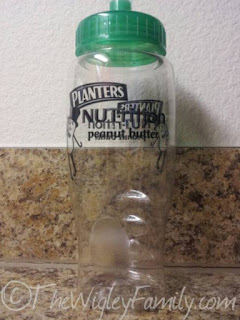 PLANTERS
NUT·rition
peanut butter
©TheWigleyFamily.com